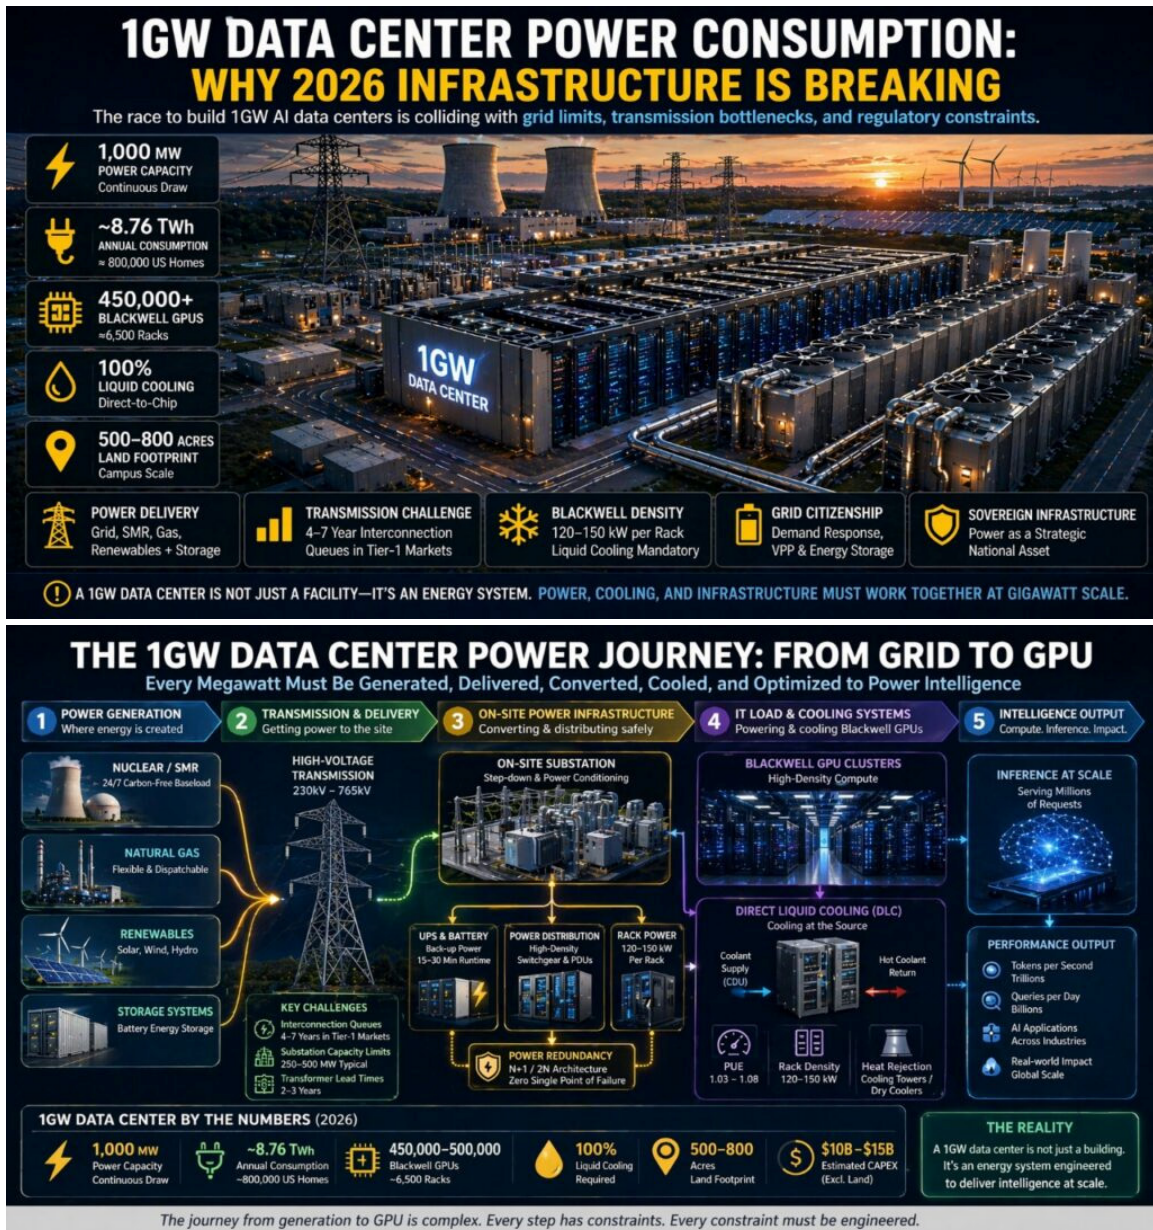 1GW DATA CENTER POWER CONSUMPTION:
WHY 2026 INFRASTRUCTURE IS BREAKING
The race to build 1GW AI data centers is colliding with grid limits, transmission bottlenecks, and regulatory constraints.
1,000 MW
POWER CAPACITY
Continuous Draw
~8.76 TWh
ANNUAL CONSUMPTION
≈ 800,000 US Homes
450,000+
BLACKWELL GPUS
≈6,500 Racks
100%
LIQUID COOLING
Direct-to-Chip
500–800 ACRES
LAND FOOTPRINT
Campus Scale
1GW
DATA CENTER
POWER DELIVERY
Grid, SMR, Gas,
Renewables + Storage
TRANSMISSION CHALLENGE
4–7 Year Interconnection
Queues in Tier-1 Markets
BLACKWELL DENSITY
120–150 kW per Rack
Liquid Cooling Mandatory
GRID CITIZENSHIP
Demand Response,
VPP & Energy Storage
SOVEREIGN INFRASTRUCTURE
Power as a Strategic
National Asset
A 1GW DATA CENTER IS NOT JUST A FACILITY—IT'S AN ENERGY SYSTEM. POWER, COOLING, AND INFRASTRUCTURE MUST WORK TOGETHER AT GIGAWATT SCALE.
THE 1GW DATA CENTER POWER JOURNEY: FROM GRID TO GPU
Every Megawatt Must Be Generated, Delivered, Converted, Cooled, and Optimized to Power Intelligence
1 POWER GENERATION
Where energy is created
2 TRANSMISSION & DELIVERY
Getting power to the site
3 ON-SITE POWER INFRASTRUCTURE
Converting & distributing safely
4 IT LOAD & COOLING SYSTEMS
Powering & cooling Blackwell GPUs
5 INTELLIGENCE OUTPUT
Compute. Inference. Impact.
NUCLEAR / SMR
24/7 Carbon-Free Baseload
NATURAL GAS
Flexible & Dispatchable
RENEWABLES
Solar, Wind, Hydro
STORAGE SYSTEMS
Battery Energy Storage
HIGH-VOLTAGE
TRANSMISSION
230kV – 765kV
KEY CHALLENGES
Interconnection Queues
4–7 Years in Tier-1 Markets
Substation Capacity Limits
250–500 MW Typical
Transformer Lead Times
2–3 Years
ON-SITE SUBSTATION
Step-down & Power Conditioning
UPS & BATTERY
Back-up Power
15–30 Min Runtime
POWER DISTRIBUTION
High-Density
Switchgear & PDUs
RACK POWER
120–150 kW
Per Rack
POWER REDUNDANCY
N+1 / 2N Architecture
Zero Single Point of Failure
BLACKWELL GPU CLUSTERS
High-Density Compute
DIRECT LIQUID COOLING (DLC)
Cooling at the Source
Coolant
Supply
(CDU)
Hot Coolant
Return
PUE
1.03 – 1.08
Rack Density
120–150 kW
Heat Rejection
Cooling Towers /
Dry Coolers
INFERENCE AT SCALE
Serving Millions
of Requests
PERFORMANCE OUTPUT
Tokens per Second
Trillions
Queries per Day
Billions
AI Applications
Across Industries
Real-world Impact
Global Scale
1GW DATA CENTER BY THE NUMBERS (2026)
1,000 MW
Power Capacity
Continuous Draw
~8.76 TWh
Annual Consumption
~800,000 US Homes
450,000–500,000
Blackwell GPUs
~6,500 Racks
100%
Liquid Cooling
Required
500–800
Acres
Land Footprint
$10B–$15B
Estimated CAPEX
(Excl. Land)
THE REALITY
A 1GW data center is not just a building.
It's an energy system engineered
to deliver intelligence at scale.
The journey from generation to GPU is complex. Every step has constraints. Every constraint must be engineered.